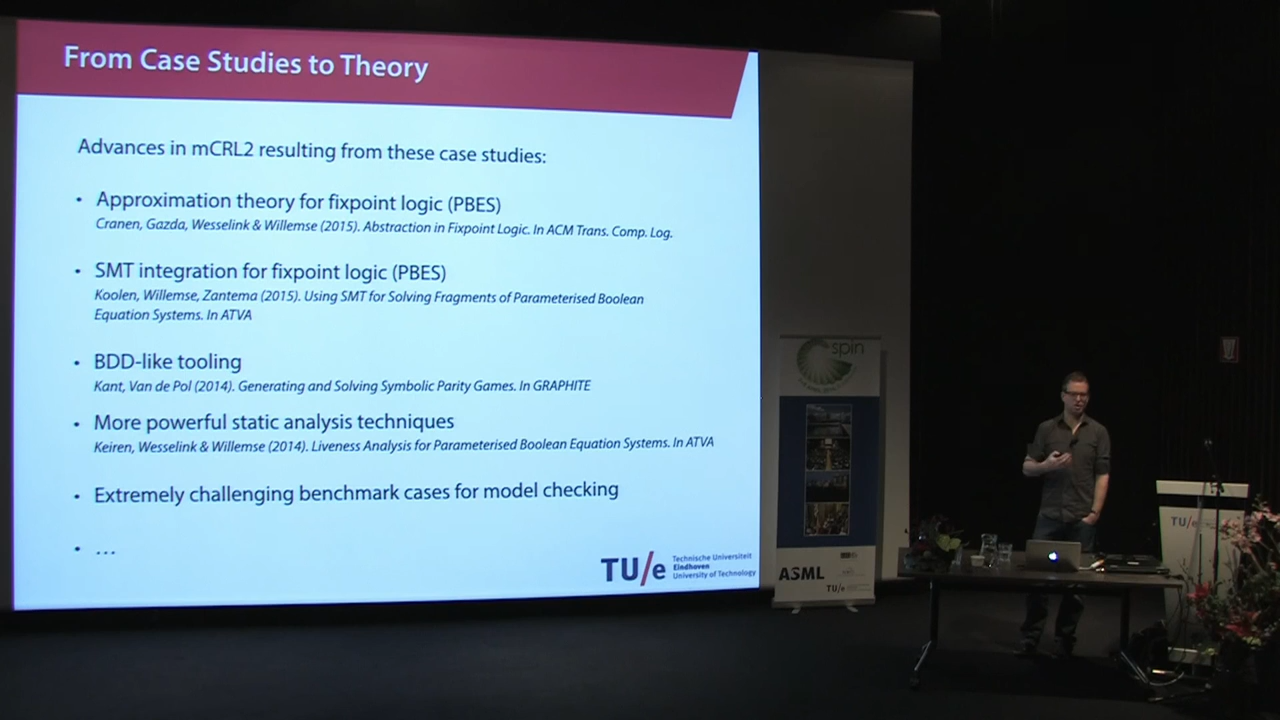 From Case Studies to Theory
Advances in mCRL2 resulting from these case studies:
• Approximation theory for fixpoint logic (PBES)
Cranen, Gazda, Wesselink & Willemse (2015). Abstraction in Fixpoint Logic. In ACM Trans. Comp. Log.
• SMT integration for fixpoint logic (PBES)
Koolen, Willemse, Zantema (2015). Using SMT for Solving Fragments of Parameterised Boolean
Equation Systems. In ATVA
• BDD-like tooling
Kant, Van de Pol (2014). Generating and Solving Symbolic Parity Games. In GRAPHITE
• More powerful static analysis techniques
Keiren, Wesselink & Willemse (2014). Liveness Analysis for Parameterised Boolean Equation Systems. In ATVA
• Extremely challenging benchmark cases for model checking
• ...
TU/e
Technische Universiteit
Eindhoven
University of Technology
spin
ASML
TU/e
TU/e